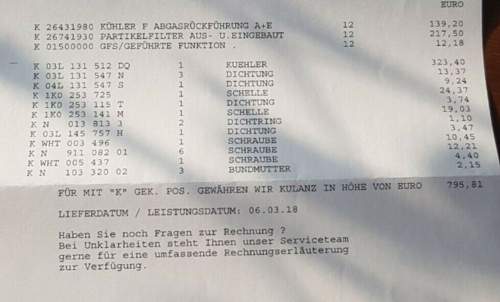 EURO
K 26431980 KÜHLER F ABGASRÜCKFÜHRUNG A+E 12 139,20
K 26741930 PARTIKELFILTER AUS- U.EINGEBAUT 12 217,50
K 01500000 GFS/GEFÜHRTE FUNKTION . 12 12,18
K 03L 131 512 DQ 1 KUEHLER 323,40
K 03L 131 547 N 3 DICHTUNG 13,37
K 04L 131 547 S 1 DICHTUNG 9,24
K 1K0 253 725 1 SCHELLE 24,37
K 1K0 253 115 T 1 DICHTUNG 3,74
K 1K0 253 141 M 1 SCHELLE 19,03
K N 013 813 3 2 DICHTRING 1,10
K 03L 145 757 H 1 DICHTUNG 3,47
K WHT 003 496 1 SCHRAUBE 10,45
K N 911 082 01 6 SCHRAUBE 12,21
K WHT 005 437 1 SCHRAUBE 4,40
K N 103 320 02 3 BUNDMUTTER 2,15
FÜR MIT "K" GEK. POS. GEWÄHREN WIR KULANZ IN HÖHE VON EURO 795,81
LIEFERDATUM / LEISTUNGSDATUM: 06.03.18
Haben Sie noch Fragen zur Rechnung ?
Bei Unklarheiten steht Ihnen unser Serviceteam
gerne für eine umfassende Rechnungserläuterung
zur Verfügung.